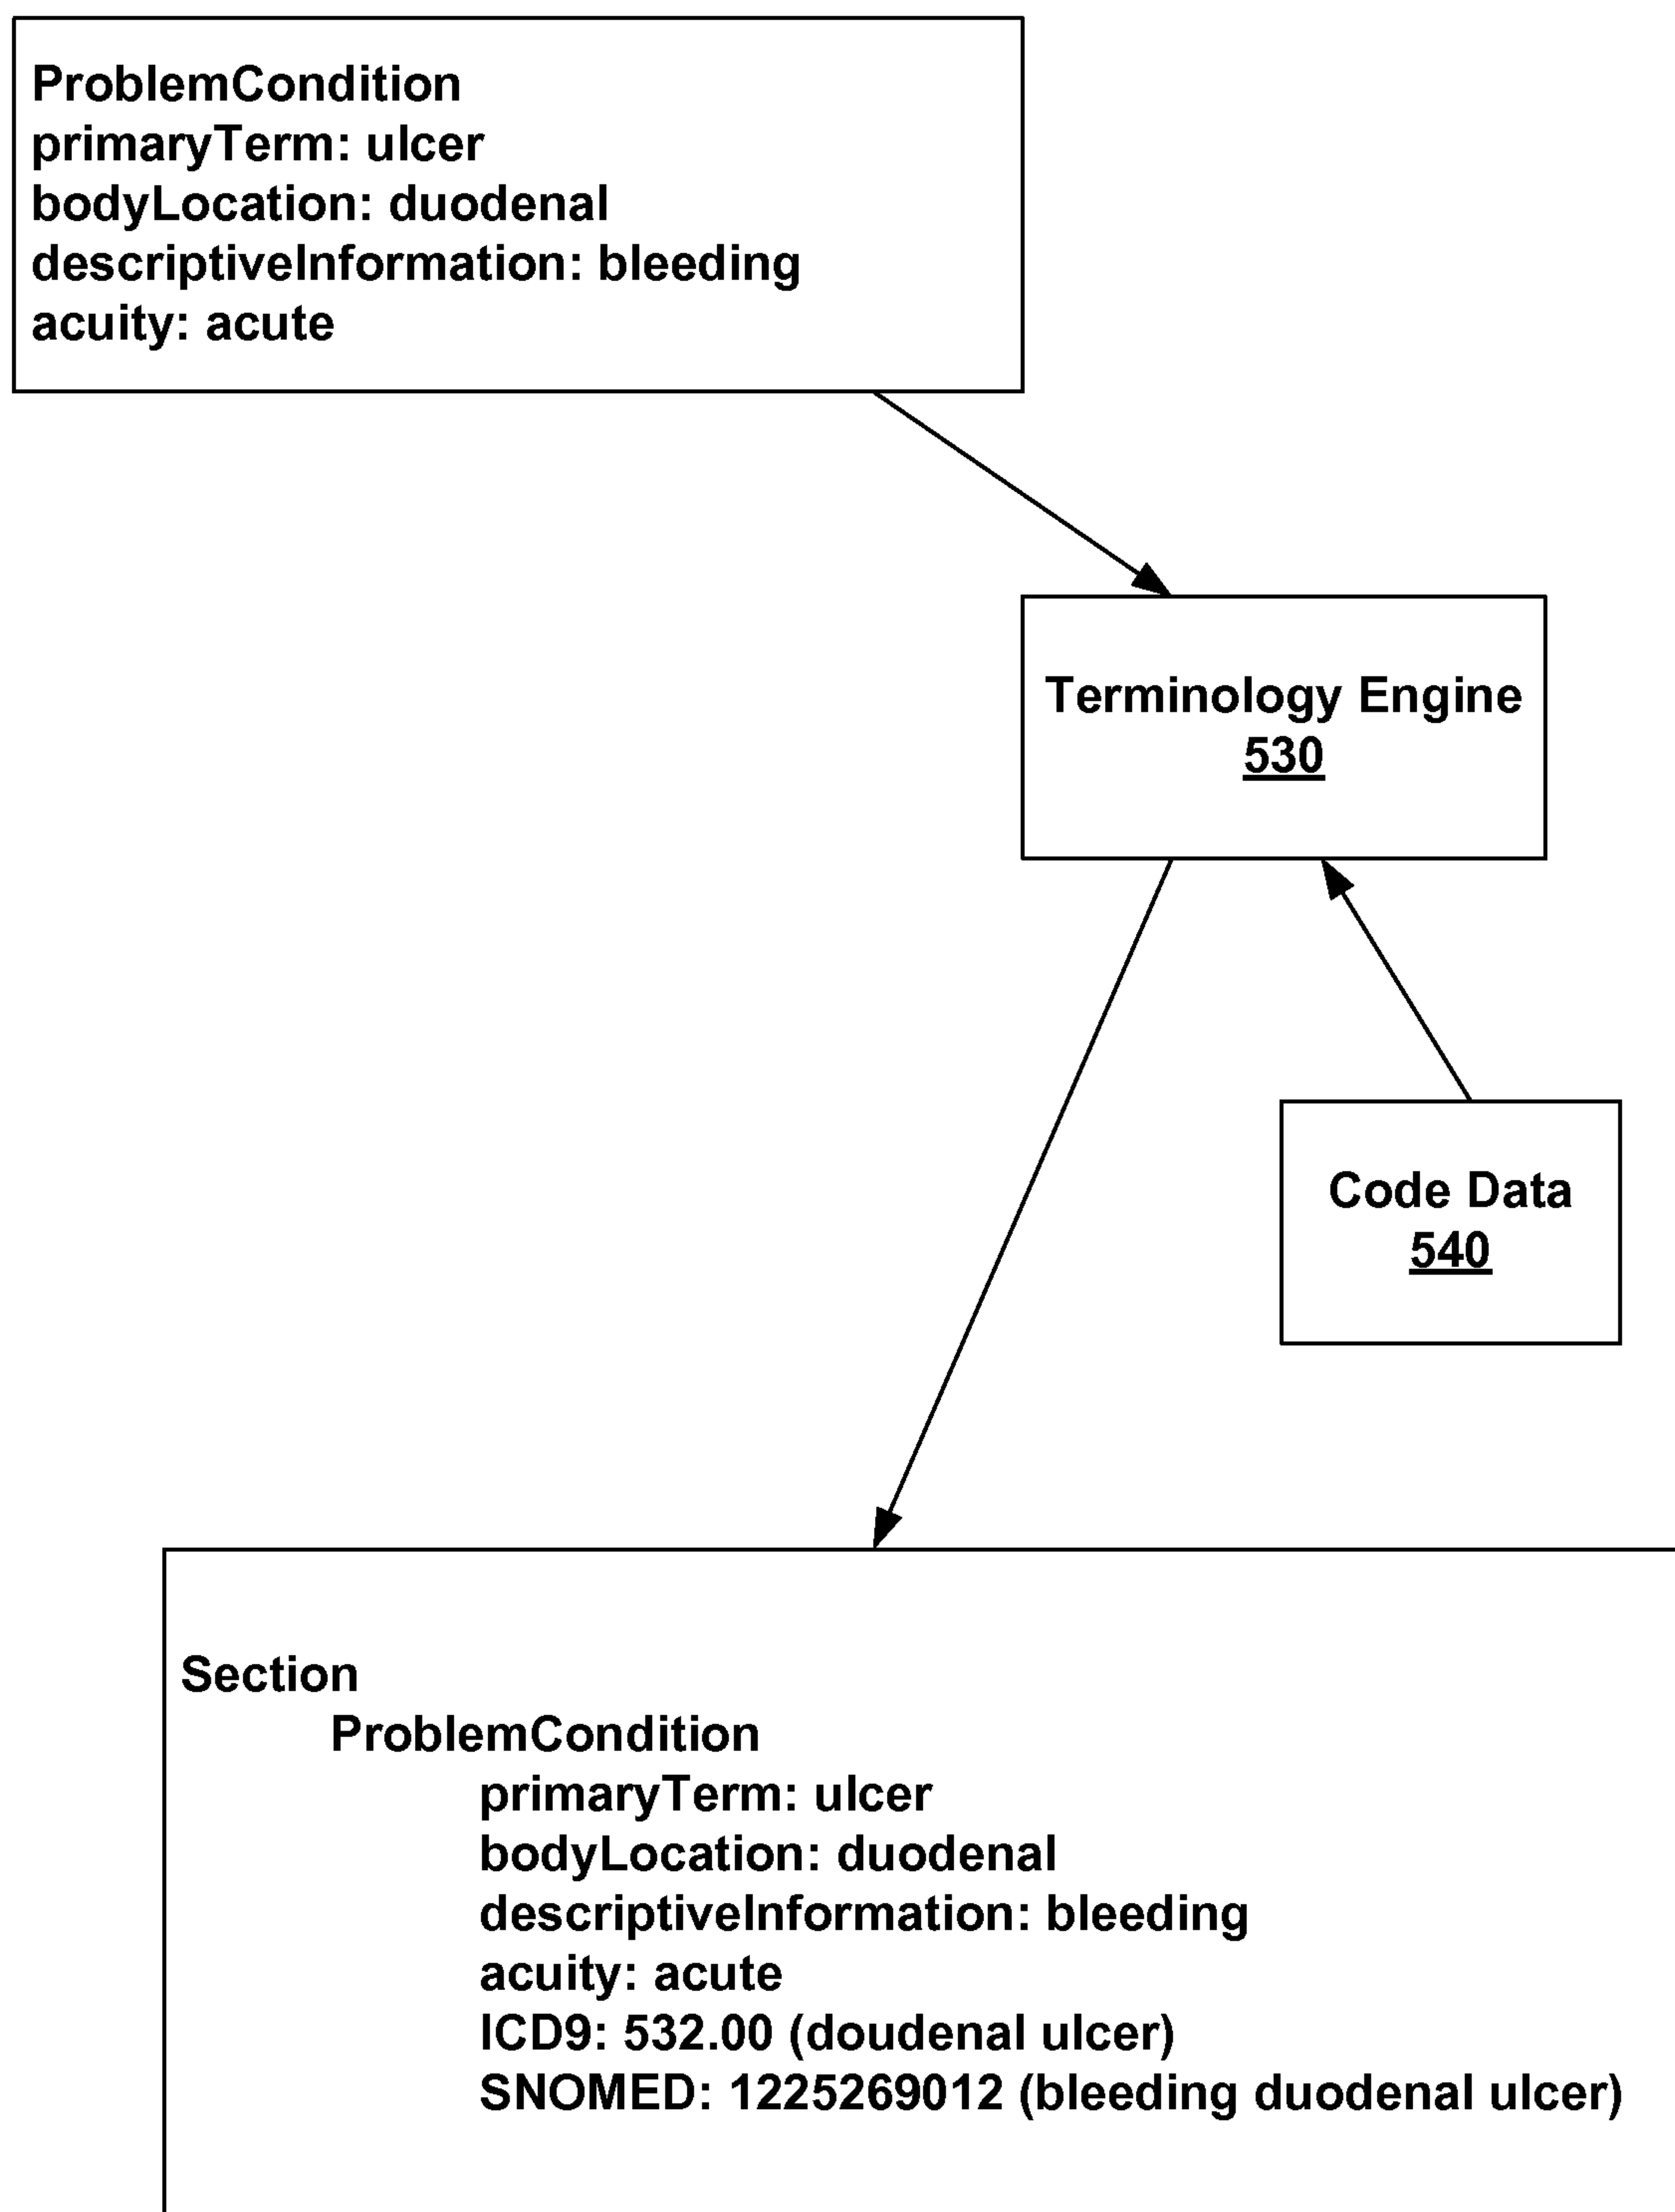 ProblemCondition
primaryTerm: ulcer
bodyLocation: duodenal
descriptiveInformation: bleeding
acuity: acute
Terminology Engine
530
Code Data
540
Section
ProblemCondition
primaryTerm: ulcer
bodyLocation: duodenal
descriptiveInformation: bleeding
acuity: acute
ICD9: 532.00 (doudenal ulcer)
SNOMED: 1225269012 (bleeding duodenal ulcer)